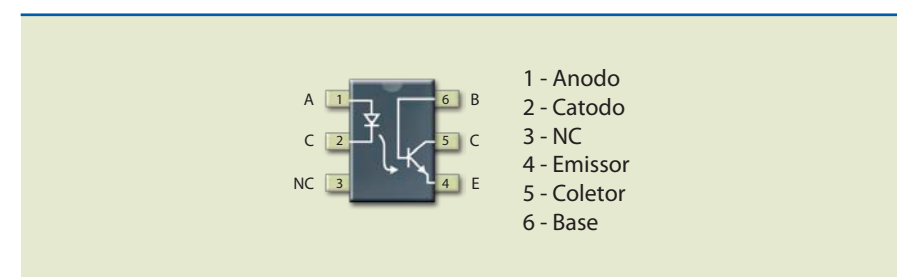 A 1 6 B
C 2 5 C
NC 3 4 E
1 - Anodo
2 - Catodo
3 - NC
4 - Emissor
5 - Coletor
6 - Base